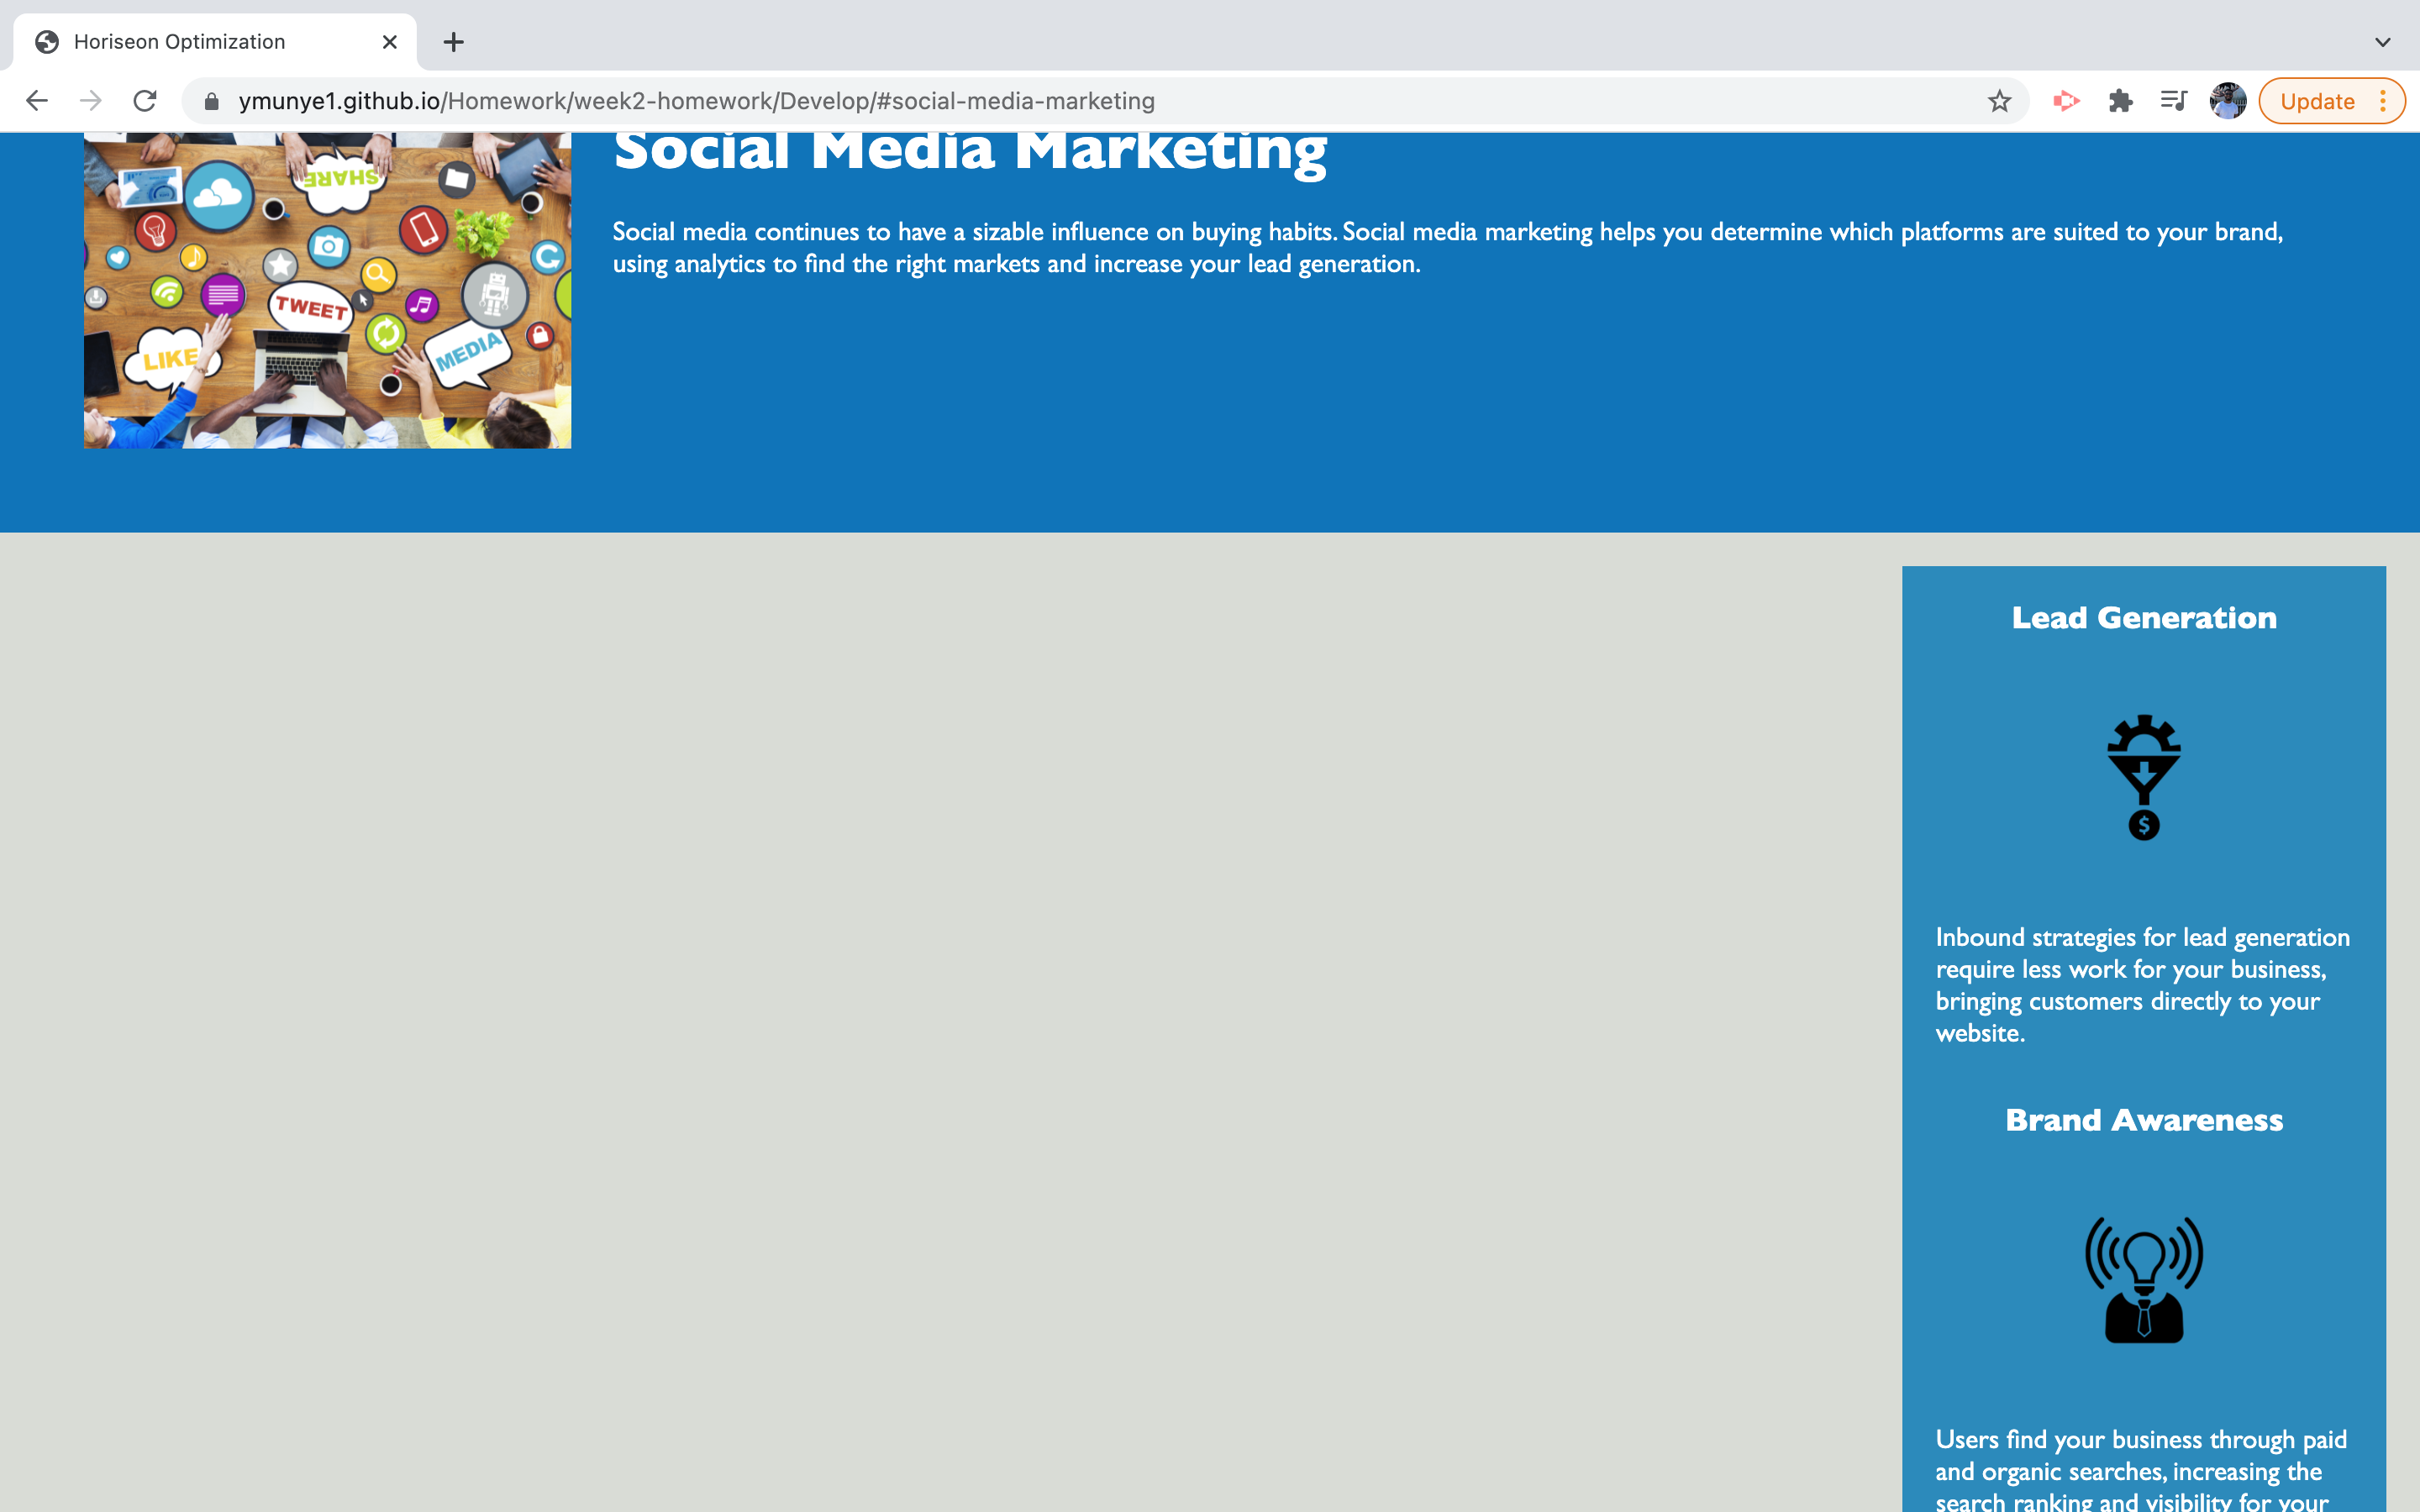 Horiseon Optimization
ymunye1.github.io/Homework/week2-homework/Develop/#social-media-marketing
Update
Social Media Marketing
SHARE
TWEET
LIKE
MEDIA
Social media continues to have a sizable influence on buying habits. Social media marketing helps you determine which platforms are suited to your brand,
using analytics to find the right markets and increase your lead generation.
Lead Generation
$
Inbound strategies for lead generation
require less work for your business,
bringing customers directly to your
website.
Brand Awareness
Users find your business through paid
and organic searches, increasing the
search ranking and visibility for your